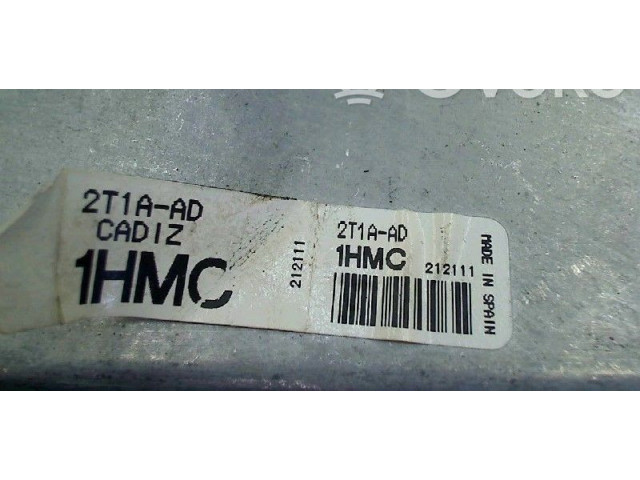 2T1A-AD
CADIZ
1HMC
212111
2T1A-AD
1HMC 212111
MADE IN SPAIN